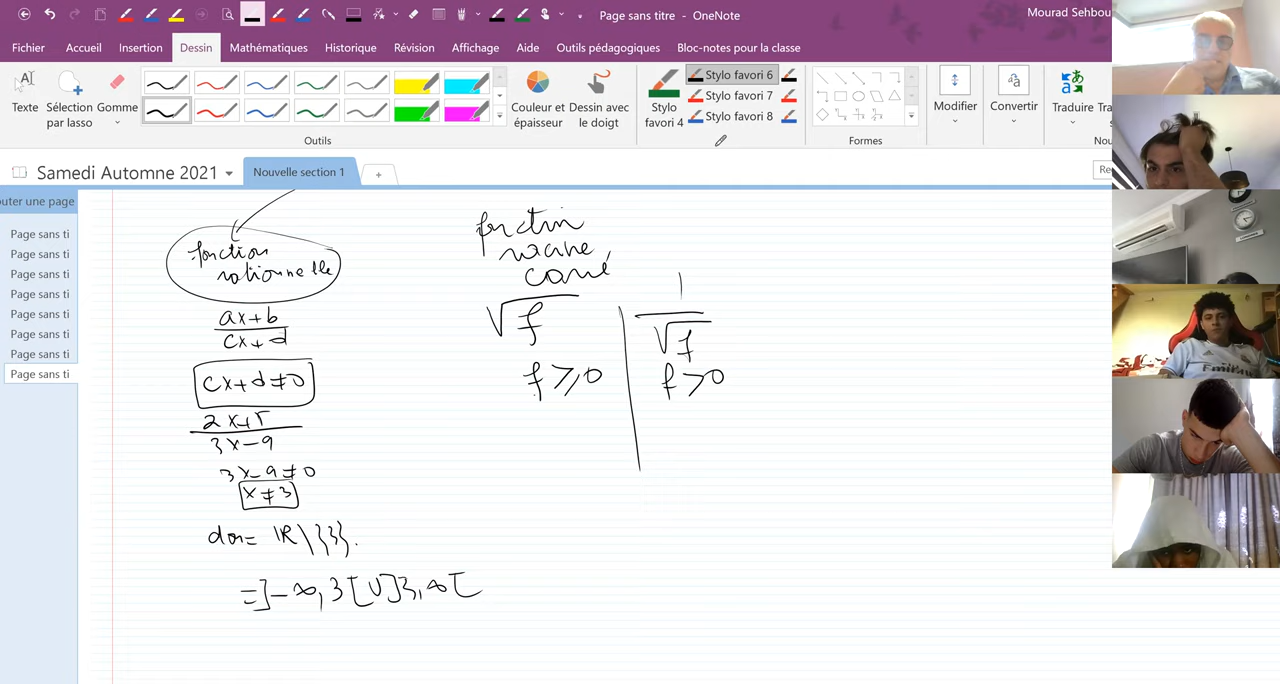 Page sans titre - OneNote
Mourad Sehbou
Fichier
Accueil
Insertion
Dessin
Mathématiques
Historique
Révision
Affichage
Aide
Outils pédagogiques
Bloc-notes pour la classe
Texte
Sélection
par lasso
Gomme
Couleur et
épaisseur
Dessin avec
le doigt
Stylo
favori 4
Stylo favori 6
Stylo favori 7
Stylo favori 8
Modifier
Convertir
Traduire
Outils
Formes
Samedi Automne 2021
Nouvelle section 1
outer une page
Page sans ti
Page sans ti
Page sans ti
Page sans ti
Page sans ti
Page sans ti
Page sans ti
Page sans ti
fonction
rationnelle
ax+b
cx+d
cx+d≠0
2x+5
3x-9
3x-9≠0
x≠3
dom= ℝ\{3}.
=]-∞,3[U]3,∞[
fonction
racine
carré
√f
f≥0
1
√f
f>0